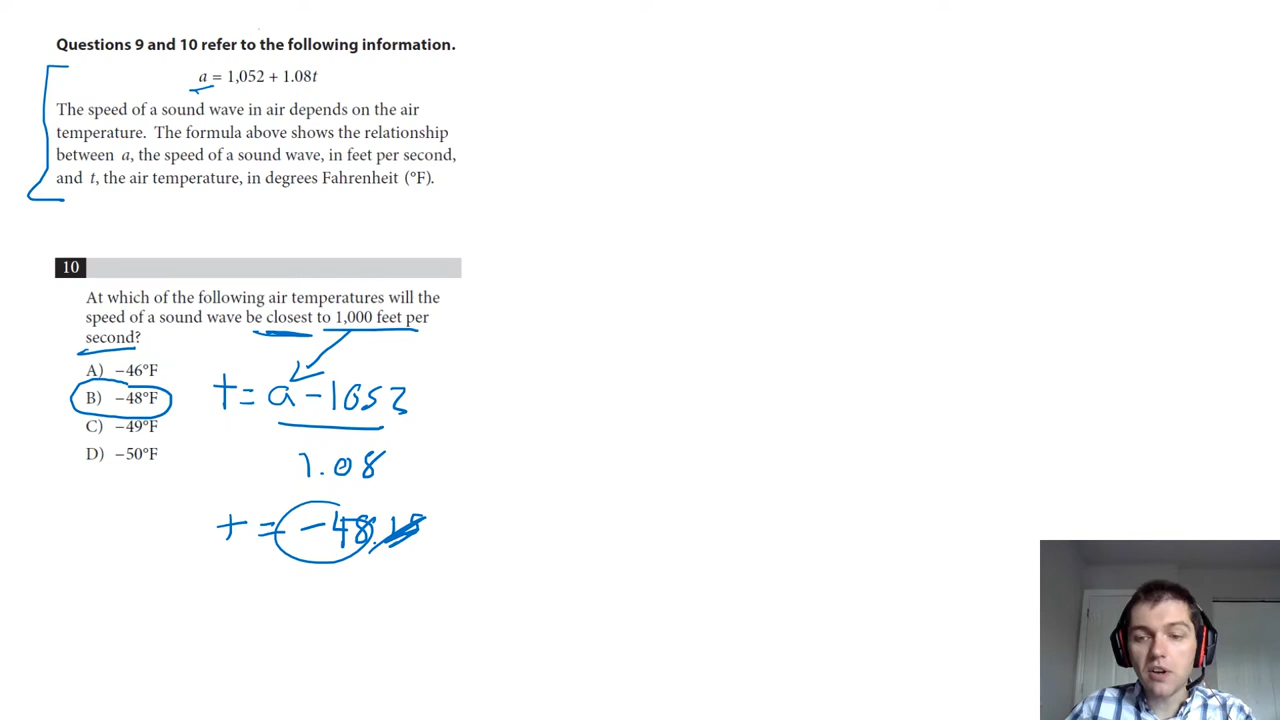 Questions 9 and 10 refer to the following information.
a = 1,052 + 1.08t
The speed of a sound wave in air depends on the air
temperature. The formula above shows the relationship
between a, the speed of a sound wave, in feet per second,
and t, the air temperature, in degrees Fahrenheit (°F).
10
At which of the following air temperatures will the
speed of a sound wave be closest to 1,000 feet per
second?
A) −46°F
B) −48°F
C) −49°F
D) −50°F
t = a − 1052
1.08
t = −48